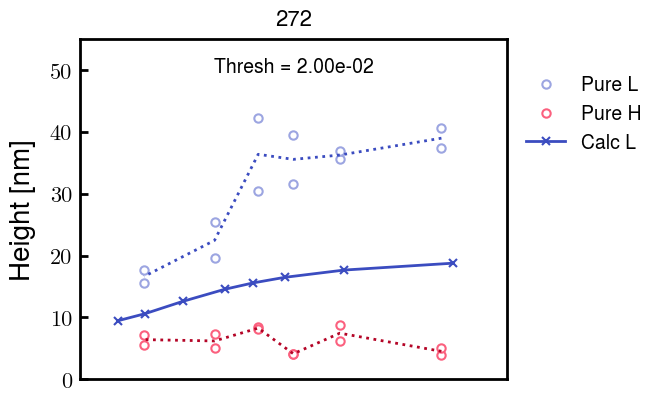 272
Thresh = 2.00e-02
Height [nm]
50
40
30
20
10
0
Pure L
Pure H
Calc L